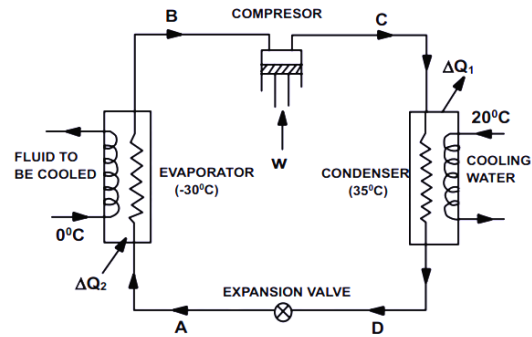 B
COMPRESOR
C
ΔQ1
20⁰C
FLUID TO
BE COOLED
EVAPORATOR
(-30⁰C)
W
CONDENSER
(35⁰C)
COOLING
WATER
0⁰C
ΔQ2
EXPANSION VALVE
A
D